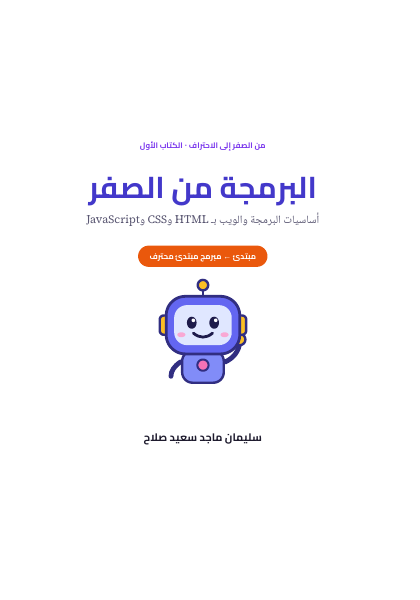 من الصفر إلى الاحتراف · الكتاب الأول
البرمجة من الصفر
أساسيات البرمجة والويب بـ HTML وCSS وJavaScript
مبتدئ ← مبرمج مبتدئ محترف
سليمان ماجد سعيد صلاح